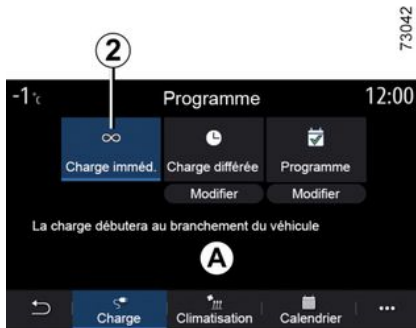 73042
2
-1°c Programme 12:00
Charge imméd. Charge différée Programme
Modifier Modifier
La charge débutera au branchement du véhicule
A
Charge Climatisation Calendrier